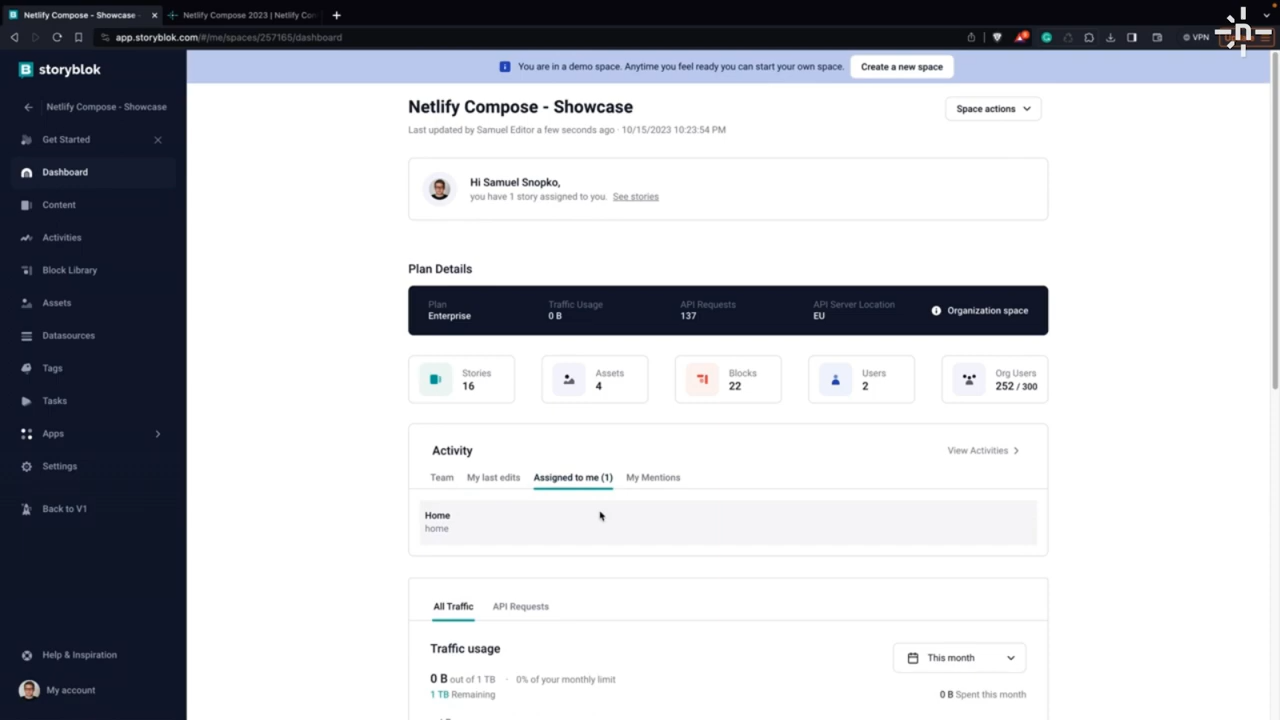 Netlify Compose - Showcase
Netlify Compose 2023 | Netlify Co
app.storyblok.com/#/me/spaces/257165/dashboard
VPN
storyblok
Netlify Compose - Showcase
Get Started
Dashboard
Content
Activities
Block Library
Assets
Datasources
Tags
Tasks
Apps
Settings
Back to V1
Help & Inspiration
My account
You are in a demo space. Anytime you feel ready you can start your own space.
Create a new space
Netlify Compose - Showcase
Space actions
Last updated by Samuel Editor a few seconds ago · 10/15/2023 10:23:54 PM
Hi Samuel Snopko,
you have 1 story assigned to you. See stories
Plan Details
Plan Traffic Usage API Requests API Server Location
Enterprise 0 B 137 EU Organization space
Stories Assets Blocks Users Org Users
16 4 22 2 252 / 300
Activity
View Activities
Team My last edits Assigned to me (1) My Mentions
Home
home
All Traffic API Requests
Traffic usage
This month
0 B out of 1 TB · 0% of your monthly limit
1 TB Remaining
0 B Spent this month